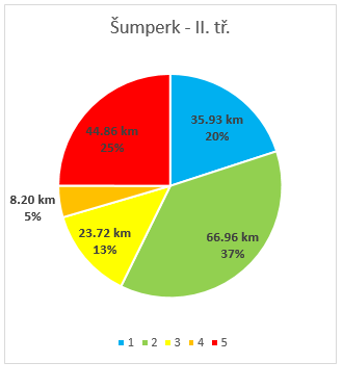 Šumperk - II. tř.
35.93 km
20%
44.86 km
25%
8.20 km
5%
23.72 km
13%
66.96 km
37%
1 2 3 4 5